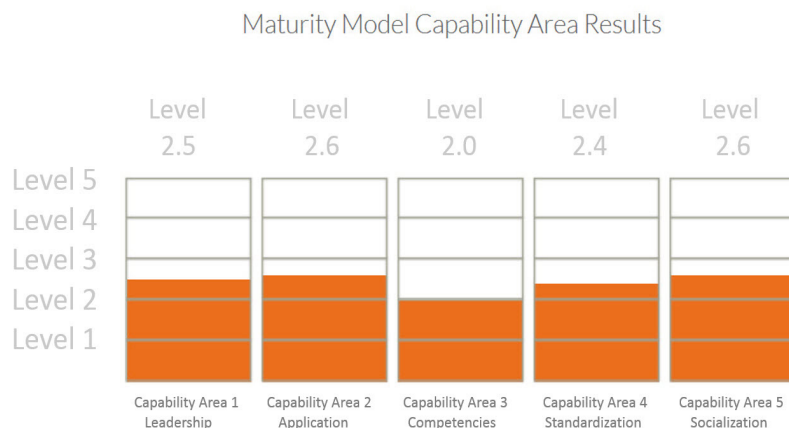 Maturity Model Capability Area Results
Level Level Level Level Level
2.5 2.6 2.0 2.4 2.6
Level 5
Level 4
Level 3
Level 2
Level 1
Capability Area 1 Capability Area 2 Capability Area 3 Capability Area 4 Capability Area 5
Leadership Application Competencies Standardization Socialization